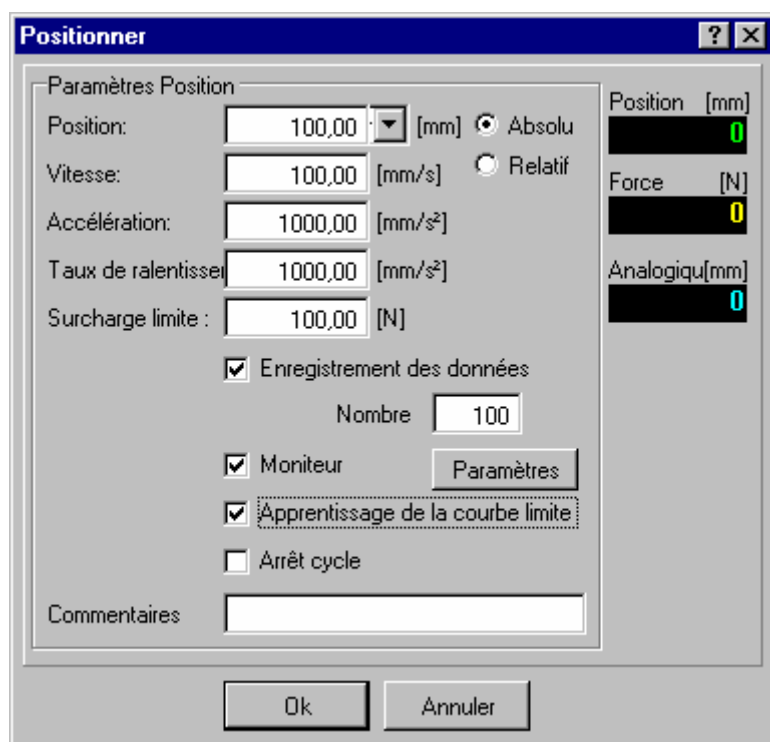 Positionner
Paramètres Position
Position: 100,00 [mm] Absolu
Relatif
Vitesse: 100,00 [mm/s]
Accélération: 1000,00 [mm/s²]
Taux de ralentisser 1000,00 [mm/s²]
Surcharge limite : 100,00 [N]
Enregistrement des données
Nombre 100
Moniteur Paramètres
Apprentissage de la courbe limite
Arrêt cycle
Commentaires
Position [mm]
0
Force [N]
0
Analogiqu[mm]
0
Ok Annuler